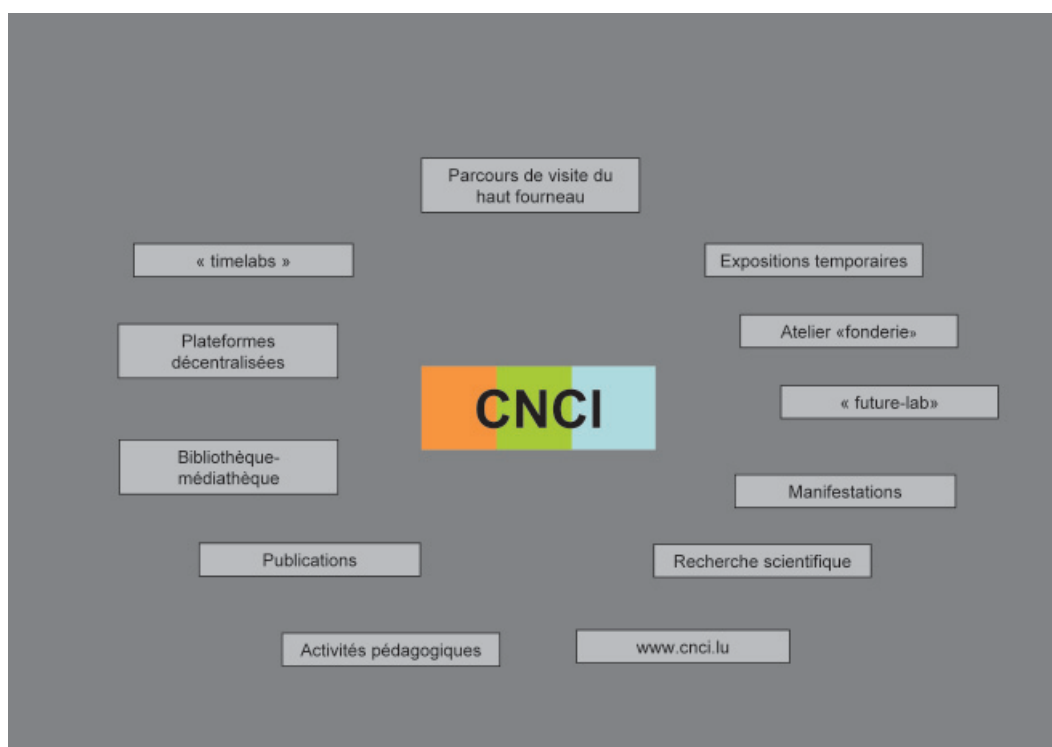 Parcours de visite du
haut fourneau
« timelabs »
Expositions temporaires
Atelier «fonderie»
Plateformes
décentralisées
CNCI
« future-lab»
Bibliothèque-
médiathèque
Manifestations
Publications
Recherche scientifique
Activités pédagogiques
www.cnci.lu